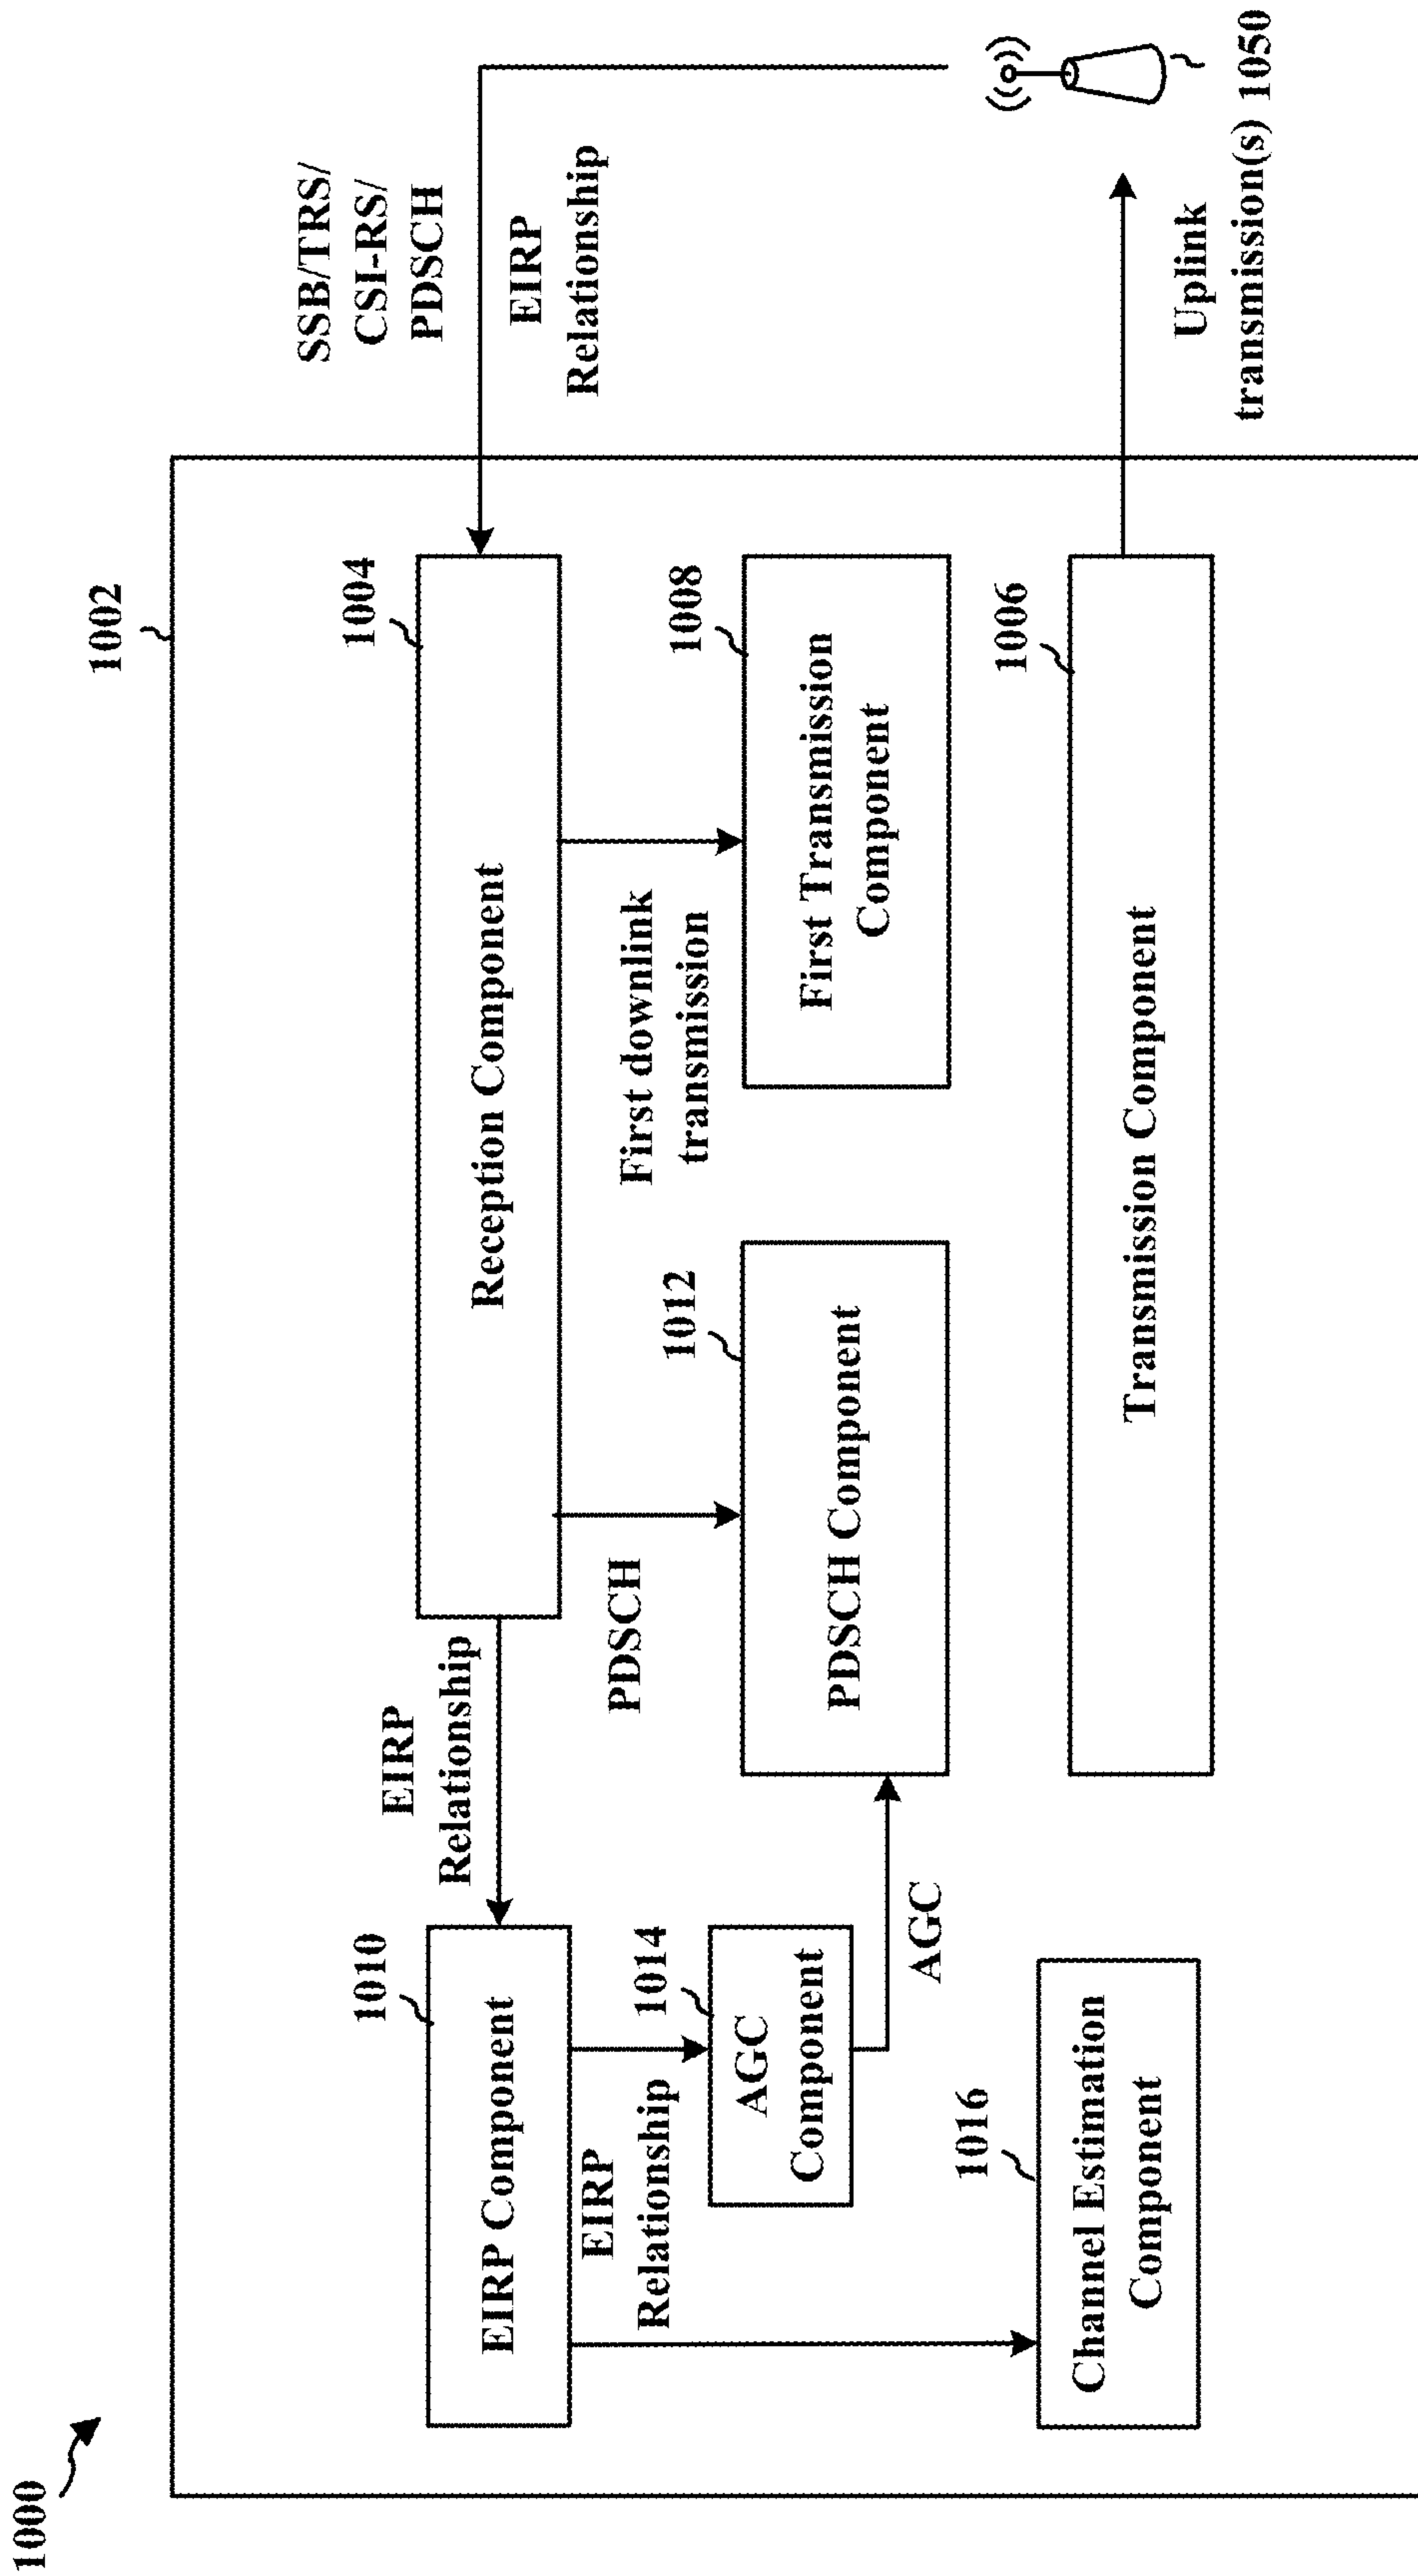 1000
1002
SSB/TRS/
CSI-RS/
PDSCH
EIRP
Relationship
1004
Reception Component
EIRP
Relationship
1010
EIRP Component
First downlink
transmission
1008
First Transmission
Component
PDSCH
1012
PDSCH Component
EIRP
Relationship
1014
AGC
Component
AGC
1006
Transmission Component
1016
Channel Estimation
Component
Uplink
transmission(s)
1050